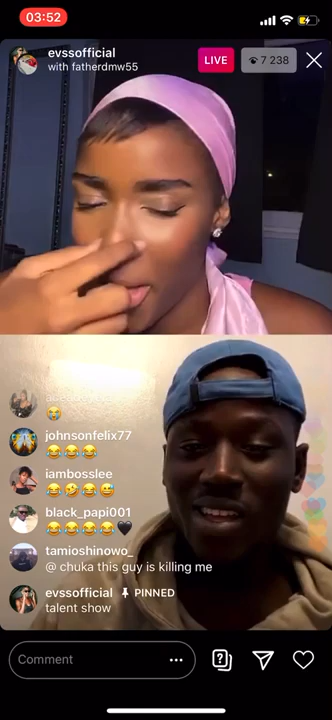 03:52
evssofficial
with fatherdmw55
LIVE
7 238
johnsonfelix77
iambosslee
black_papi001
tamioshinowo_
@ chuka this guy is killing me
evssofficial PINNED
talent show
Comment